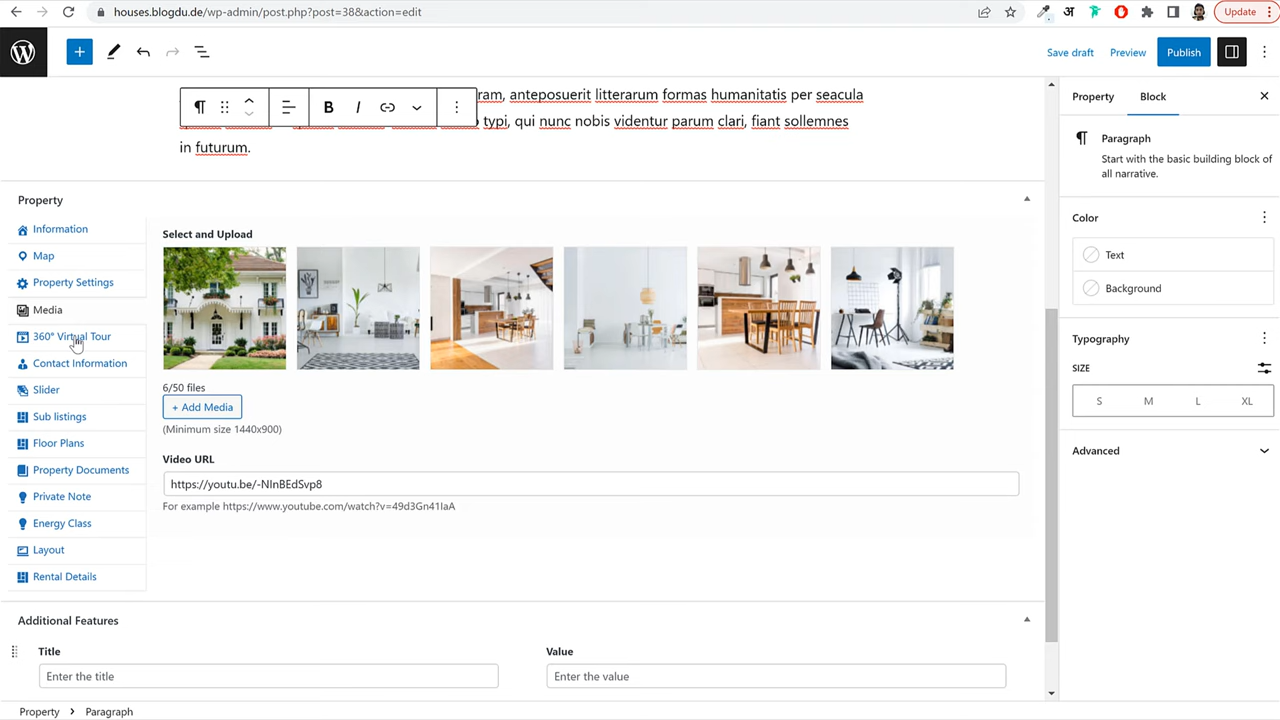 houses.blogdu.de/wp-admin/post.php?post=38&action=edit
अ
Update
Save draft
Preview
Publish
B
I
ram, anteposuerit litterarum formas humanitatis per seacula
typi, qui nunc nobis videntur parum clari, fiant sollemnes
in futurum.
Property
Block
Paragraph
Start with the basic building block of
all narrative.
Color
Text
Background
Typography
SIZE
S
M
L
XL
Advanced
Property
Information
Map
Property Settings
Media
360° Virtual Tour
Contact Information
Slider
Sub listings
Floor Plans
Property Documents
Private Note
Energy Class
Layout
Rental Details
Select and Upload
6/50 files
+ Add Media
(Minimum size 1440x900)
Video URL
https://youtu.be/-NInBEdSvp8
For example https://www.youtube.com/watch?v=49d3Gn41IaA
Additional Features
Title
Value
Enter the title
Enter the value
Property
Paragraph